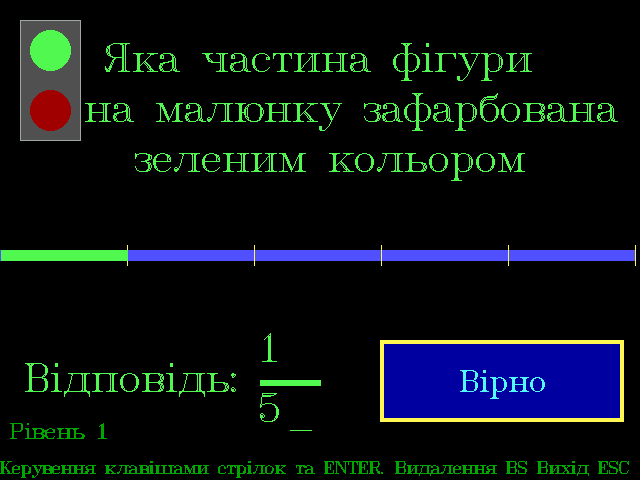 Яка частина фігури
на малюнку зафарбована
зеленим кольором
Відповідь:
1
5 _
Вірно
Рівень 1
Керувення клавішами стрілок та ENTER. Видалення BS Вихід ESC